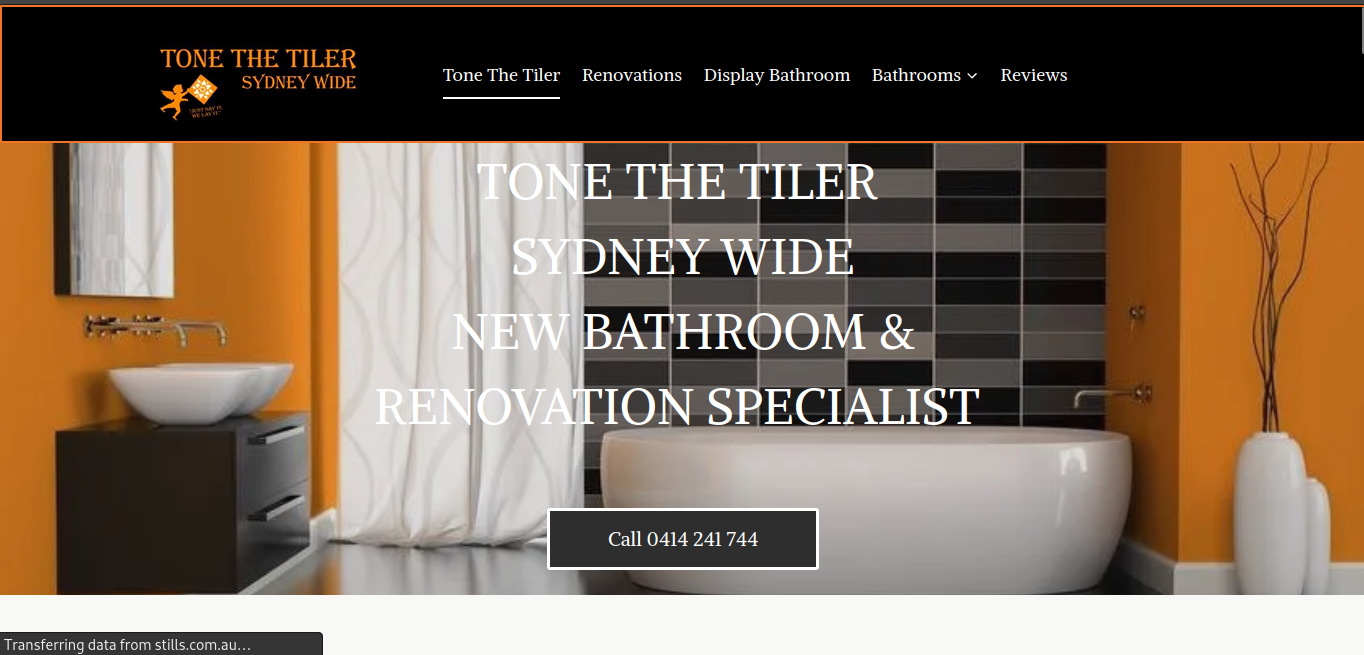 TONE THE TILER
SYDNEY WIDE
"JUST SAY IT
WE LAY IT."
Tone The Tiler
Renovations
Display Bathroom
Bathrooms
Reviews
TONE THE TILER
SYDNEY WIDE
NEW BATHROOM &
RENOVATION SPECIALIST
Call 0414 241 744
Transferring data from stills.com.au…